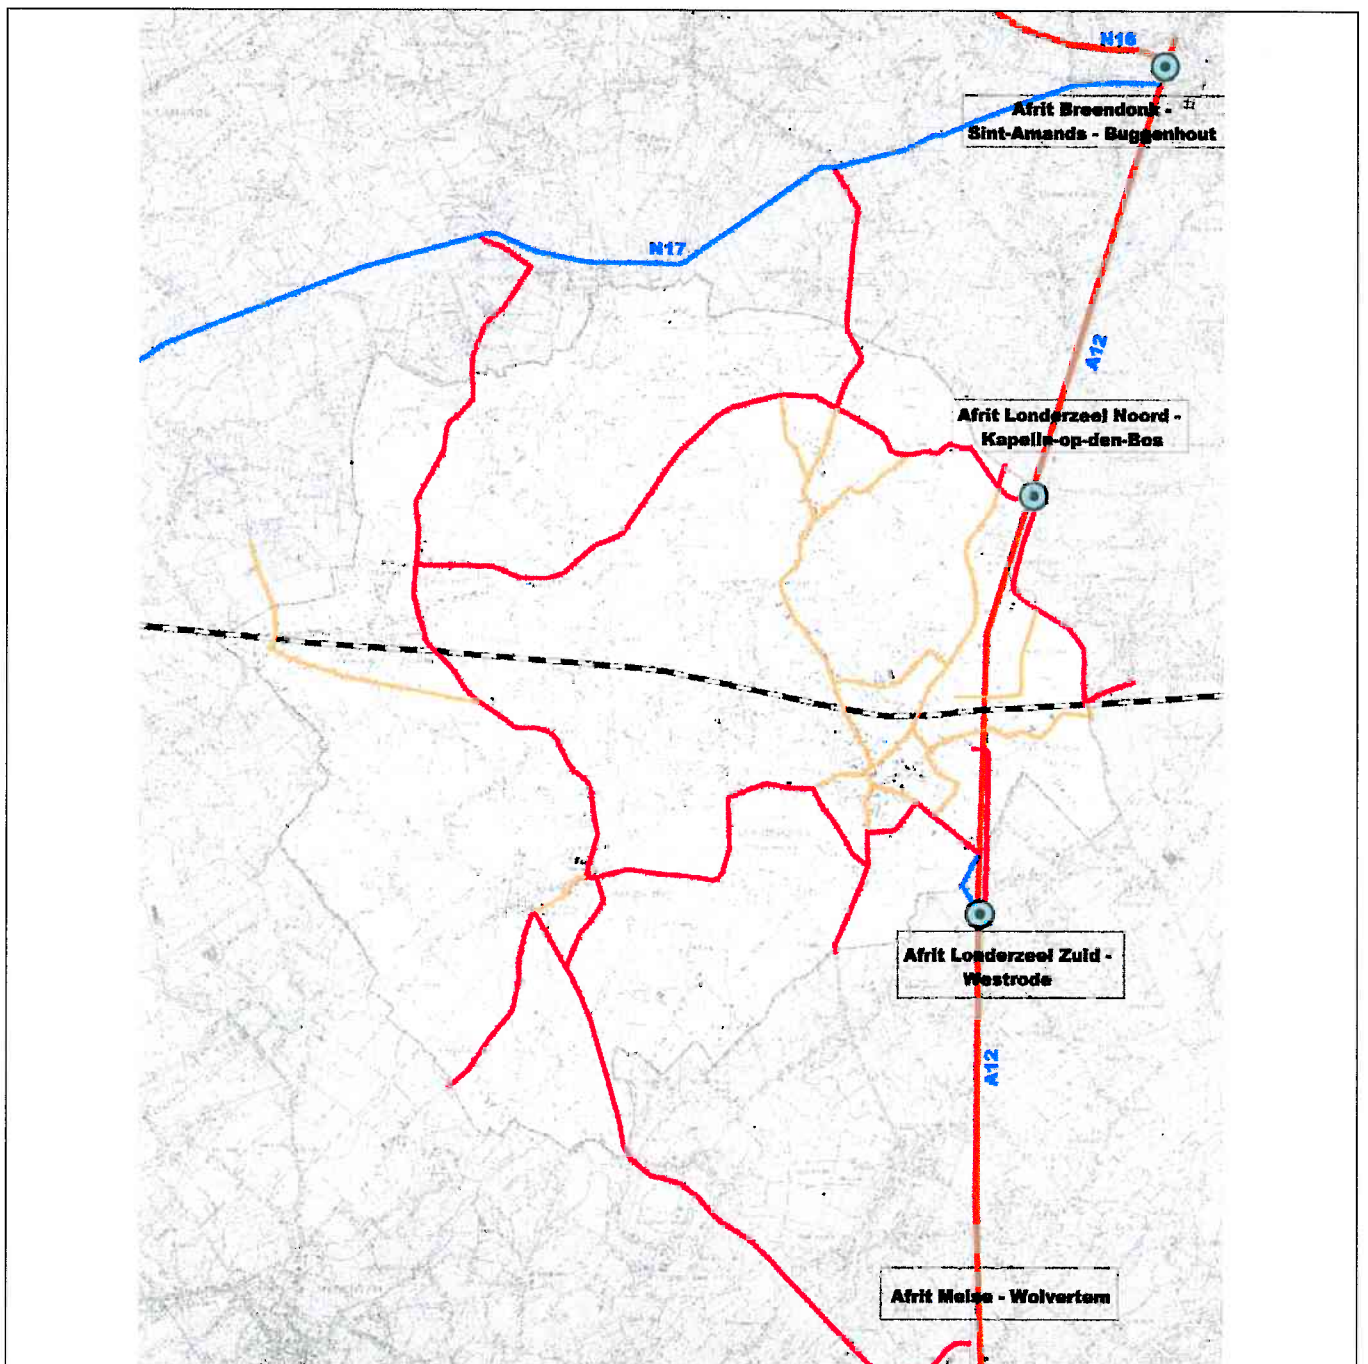 N16
Afrit Breendonk -
Sint-Amands - Buggenhout
N17
A12
Afrit Londerzeel Noord -
Kapelle-op-den-Bos
Afrit Londerzeel Zuid -
Westrode
A12
Afrit Meise - Wolvertem